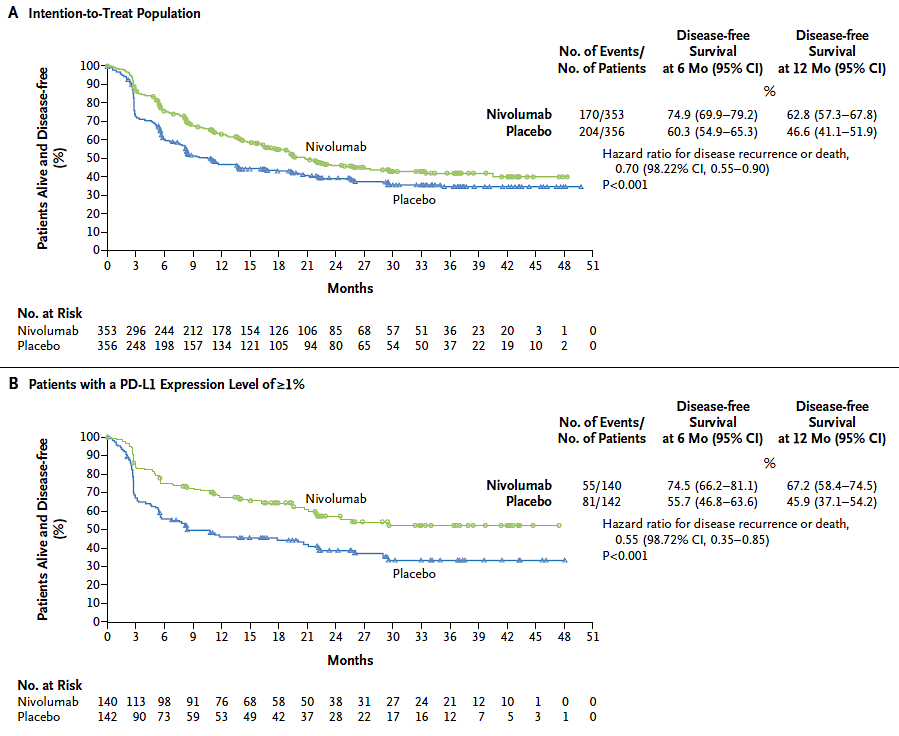 A Intention-to-Treat Population
No. of Events/
No. of Patients
Disease-free
Survival
at 6 Mo (95% CI)
Disease-free
Survival
at 12 Mo (95% CI)
%
Nivolumab 170/353 74.9 (69.9–79.2) 62.8 (57.3–67.8)
Placebo 204/356 60.3 (54.9–65.3) 46.6 (41.1–51.9)
Hazard ratio for disease recurrence or death,
0.70 (98.22% CI, 0.55–0.90)
P<0.001
Patients Alive and Disease-free
(%)
100
90
80
70
60
50
40
30
20
10
0
Nivolumab
Placebo
0 3 6 9 12 15 18 21 24 27 30 33 36 39 42 45 48 51
Months
No. at Risk
Nivolumab 353 296 244 212 178 154 126 106 85 68 57 51 36 23 20 3 1 0
Placebo 356 248 198 157 134 121 105 94 80 65 54 50 37 22 19 10 2 0
B Patients with a PD-L1 Expression Level of ≥1%
No. of Events/
No. of Patients
Disease-free
Survival
at 6 Mo (95% CI)
Disease-free
Survival
at 12 Mo (95% CI)
%
Nivolumab 55/140 74.5 (66.2–81.1) 67.2 (58.4–74.5)
Placebo 81/142 55.7 (46.8–63.6) 45.9 (37.1–54.2)
Hazard ratio for disease recurrence or death,
0.55 (98.72% CI, 0.35–0.85)
P<0.001
Patients Alive and Disease-free
(%)
100
90
80
70
60
50
40
30
20
10
0
Nivolumab
Placebo
0 3 6 9 12 15 18 21 24 27 30 33 36 39 42 45 48 51
Months
No. at Risk
Nivolumab 140 113 98 91 76 68 58 50 38 31 27 24 21 12 10 1 0 0
Placebo 142 90 73 59 53 49 42 37 28 22 17 16 12 7 5 3 1 0